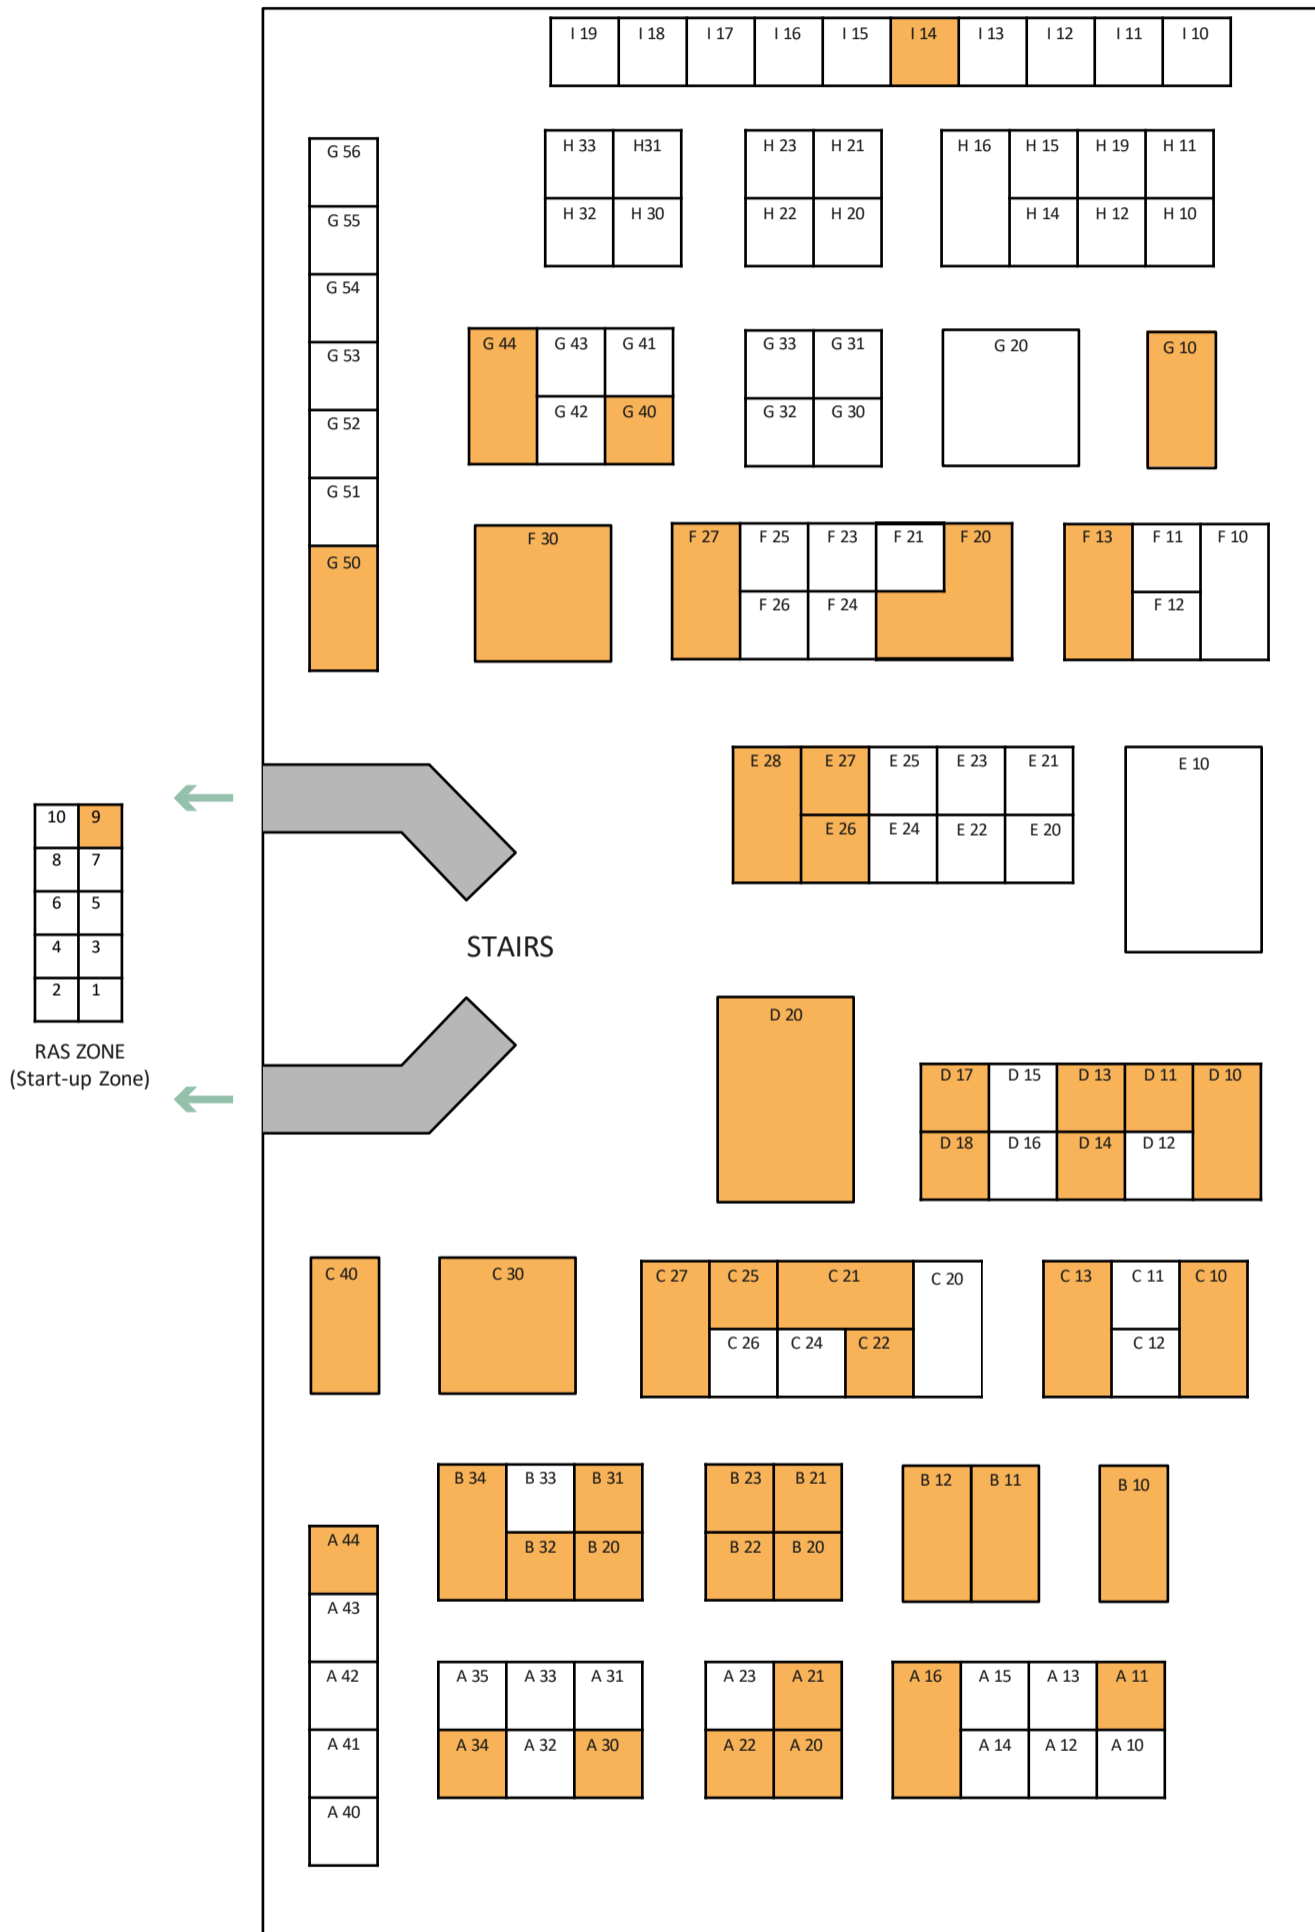 I 19 I 18 I 17 I 16 I 15 I 14 I 13 I 12 I 11 I 10
H 33 H31 H 23 H 21 H 16 H 15 H 19 H 11
H 32 H 30 H 22 H 20 H 14 H 12 H 10
G 56
G 55
G 54
G 53
G 52
G 51
G 50
G 44 G 43 G 41 G 33 G 31 G 20 G 10
G 42 G 40 G 32 G 30
F 30 F 27 F 25 F 23 F 21 F 20 F 13 F 11 F 10
F 26 F 24 F 12
E 28 E 27 E 25 E 23 E 21 E 10
E 26 E 24 E 22 E 20
10 9
8 7
6 5
4 3
2 1
RAS ZONE
(Start-up Zone)
STAIRS
D 20
D 17 D 15 D 13 D 11 D 10
D 18 D 16 D 14 D 12
C 40 C 30 C 27 C 25 C 21 C 20 C 13 C 11 C 10
C 26 C 24 C 22 C 12
B 34 B 33 B 31 B 23 B 21 B 12 B 11 B 10
B 32 B 20 B 22 B 20
A 44
A 43
A 42
A 41
A 40
A 35 A 33 A 31 A 23 A 21 A 16 A 15 A 13 A 11
A 34 A 32 A 30 A 22 A 20 A 14 A 12 A 10